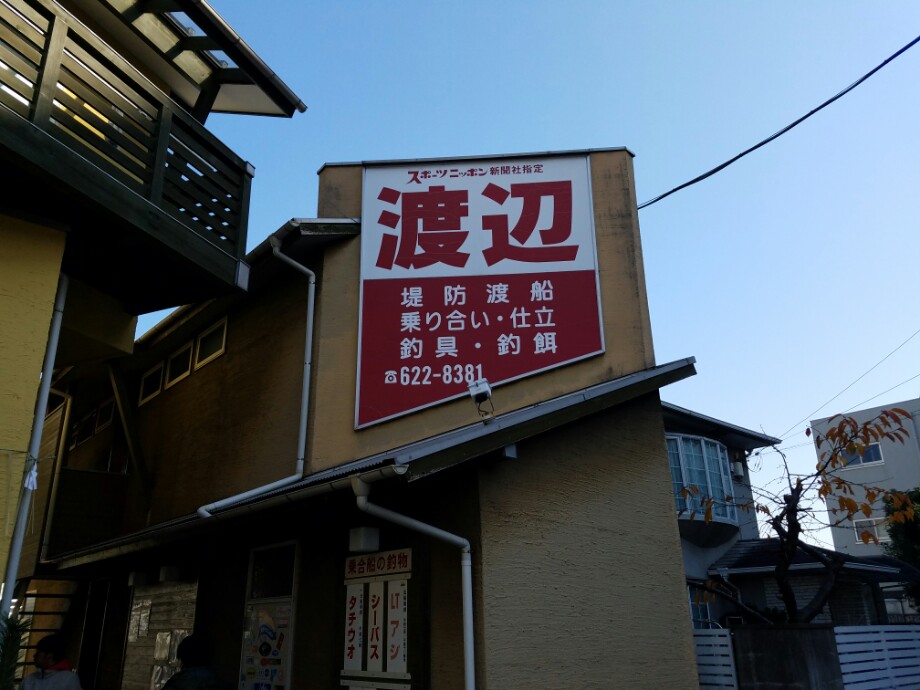 スポーツニッポン新聞社指定
渡辺
堤防渡船
乗り合い・仕立
釣具・釣餌
☎622-8381
乗合船の釣物
LTアジ
シーバス
タチウオ